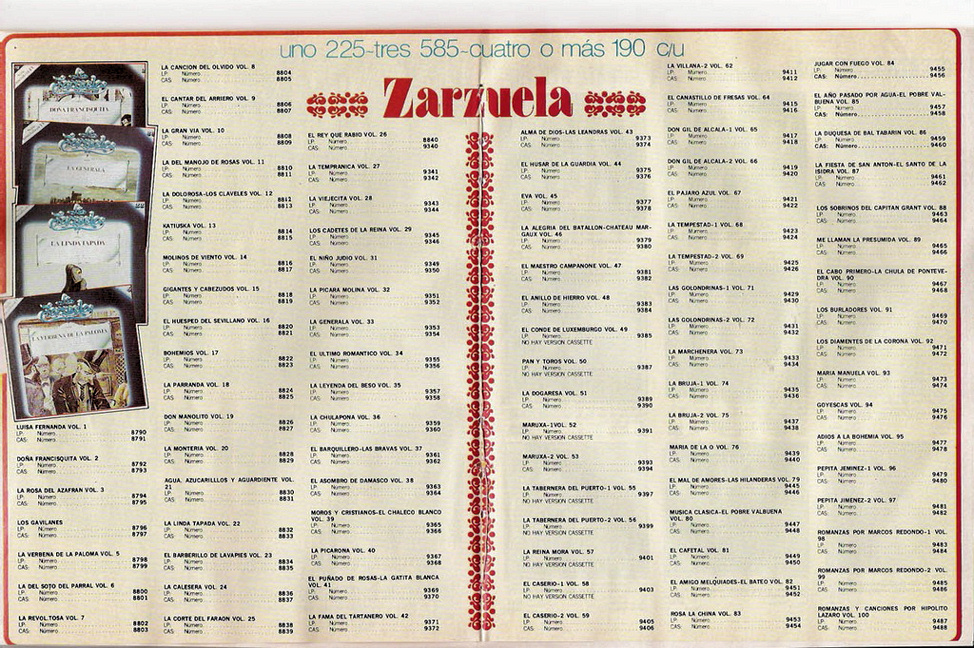 uno 225-tres 585-cuatro o más 190 c/u
Zarzuela
DOÑA FRANCISQUITA
LA GENERALA
LA LINDA TAPADA
LA VERBENA DE LA PALOMA
LUISA FERNANDA VOL. 1
LP: Número 8790
CAS: Número 8791
DOÑA FRANCISQUITA VOL. 2
LP: Número 8792
CAS: Número 8793
LA ROSA DEL AZAFRAN VOL. 3
LP: Número 8794
CAS: Número 8795
LOS GAVILANES
LP: Número 8796
CAS: Número 8797
LA VERBENA DE LA PALOMA VOL. 5
LP: Número 8798
CAS: Número 8799
LA DEL SOTO DEL PARRAL VOL. 6
LP: Número 8800
CAS: Número 8801
LA REVOLTOSA VOL. 7
LP: Número 8802
CAS: Número 8803
LA CANCION DEL OLVIDO VOL. 8
LP: Número 8804
CAS: Número 8805
EL CANTAR DEL ARRIERO VOL. 9
LP: Número 8806
CAS: Número 8807
LA GRAN VIA VOL. 10
LP: Número 8808
CAS: Número 8809
LA DEL MANOJO DE ROSAS VOL. 11
LP: Número 8810
CAS: Número 8811
LA DOLOROSA-LOS CLAVELES VOL. 12
LP: Número 8812
CAS: Número 8813
KATIUSKA VOL. 13
LP: Número 8814
CAS: Número 8815
MOLINOS DE VIENTO VOL. 14
LP: Número 8816
CAS: Número 8817
GIGANTES Y CABEZUDOS VOL. 15
LP: Número 8818
CAS: Número 8819
EL HUESPED DEL SEVILLANO VOL. 16
LP: Número 8820
CAS: Número 8821
BOHEMIOS VOL. 17
LP: Número 8822
CAS: Número 8823
LA PARRANDA VOL. 18
LP: Número 8824
CAS: Número 8825
DON MANOLITO VOL. 19
LP: Número 8826
CAS: Número 8827
LA MONTERIA VOL. 20
LP: Número 8828
CAS: Número 8829
AGUA, AZUCARILLLOS Y AGUARDIENTE VOL.
21
LP: Número 8830
CAS: Número 8831
LA LINDA TAPADA VOL. 22
LP: Número 8832
CAS: Número 8833
EL BARBERILLO DE LAVAPIES VOL. 23
LP: Número 8834
CAS: Número 8835
LA CALESERA VOL. 24
LP: Número 8836
CAS: Número 8837
LA CORTE DEL FARAON VOL. 25
LP: Número 8838
CAS: Número 8839
EL REY QUE RABIO VOL. 26
LP: Número 8840
CAS: Número 9340
LA TEMPRANICA VOL. 27
LP: Número 9341
CAS: Número 9342
LA VIEJECITA VOL. 28
LP: Número 9343
CAS: Número 9344
LOS CADETES DE LA REINA VOL. 29
LP: Número 9345
CAS: Número 9346
EL NIÑO JUDIO VOL. 31
LP: Número 9349
CAS: Número 9350
LA PICARA MOLINA VOL. 32
LP: Número 9351
CAS: Número 9352
LA GENERALA VOL. 33
LP: Número 9353
CAS: Número 9354
EL ULTIMO ROMANTICO VOL. 34
LP: Número 9355
CAS: Número 9356
LA LEYENDA DEL BESO VOL. 35
LP: Número 9357
CAS: Número 9358
LA CHULAPONA VOL. 36
LP: Número 9359
CAS: Número 9360
EL BARQUILLERO-LAS BRAVAS VOL. 37
LP: Número 9361
CAS: Número 9362
EL ASOMBRO DE DAMASCO VOL. 38
LP: Número 9363
CAS: Número 9364
MOROS Y CRISTIANOS-EL CHALECO BLANCO
VOL. 39
LP: Número 9365
CAS: Número 9366
LA PICARONA VOL. 40
LP: Número 9367
CAS: Número 9368
EL PUÑADO DE ROSAS-LA GATITA BLANCA
VOL. 41
LP: Número 9369
CAS: Número 9370
LA FAMA DEL TARTANERO VOL. 42
LP: Número 9371
CAS: Número 9372
ALMA DE DIOS-LAS LEANDRAS VOL. 43
LP: Número 9373
CAS: Número 9374
EL HUSAR DE LA GUARDIA VOL. 44
LP: Número 9375
CAS: Número 9376
EVA VOL. 45
LP: Número 9377
CAS: Número 9378
LA ALEGRIA DEL BATALLON-CHATEAU MAR-
GAUX VOL. 46
LP: Número 9379
CAS: Número 9380
EL MAESTRO CAMPANONE VOL. 47
LP: Número 9381
CAS: Número 9382
EL ANILLO DE HIERRO VOL. 48
LP: Número 9383
CAS: Número 9384
EL CONDE DE LUXEMBURGO VOL. 49
LP: Número 9385
NO HAY VERSION CASSETTE
PAN Y TOROS VOL. 50
LP: Número 9387
NO HAY VERSION CASSETTE
LA DOGARESA VOL. 51
LP: Número 9389
CAS: Número 9390
MARUXA-1VOL. 52
LP: Número 9391
NO HAY VERSION CASSETTE
MARUXA-2 VOL. 53
LP: Número 9393
CAS: Número 9394
LA TABERNERA DEL PUERTO-1 VOL. 55
LP: Número 9397
NO HAY VERSION CASSETTE
LA TABERNERA DEL PUERTO-2 VOL. 56
LP: Número 9399
NO HAY VERSION CASSETTE
LA REINA MORA VOL. 57
LP: Número 9401
NO HAY VERSION CASSETTE
EL CASERIO-1 VOL. 58
LP: Número 9403
NO HAY VERSION CASSETTE
EL CASERIO-2 VOL. 59
LP: Número 9405
CAS: Número 9406
LA VILLANA-2 VOL. 62
LP: Número 9411
CAS: Número 9412
EL CANASTILLO DE FRESAS VOL. 64
LP: Número 9415
CAS: Número 9416
DON GIL DE ALCALA-1 VOL. 65
LP: Número 9417
CAS: Número 9418
DON GIL DE ALCALA-2 VOL. 66
LP: Número 9419
CAS: Número 9420
EL PAJARO AZUL VOL. 67
LP: Número 9421
CAS: Número 9422
LA TEMPESTAD-1 VOL. 68
LP: Número 9423
CAS: Número 9424
LA TEMPESTAD-2 VOL. 69
LP: Número 9425
CAS: Número 9426
LAS GOLONDRINAS-1 VOL. 71
LP: Número 9429
CAS: Número 9430
LAS GOLONDRINAS-2 VOL. 72
LP: Número 9431
CAS: Número 9432
LA MARCHENERA VOL. 73
LP: Número 9433
CAS: Número 9434
LA BRUJA-1 VOL. 74
LP: Número 9435
CAS: Número 9436
LA BRUJA-2 VOL. 75
LP: Número 9437
CAS: Número 9438
MARIA DE LA O VOL. 76
LP: Número 9439
CAS: Número 9440
EL MAL DE AMORES-LAS HILANDERAS VOL. 79
LP: Número 9445
CAS: Número 9446
MUSICA CLASICA-EL POBRE VALBUENA
VOL. 80
LP: Número 9447
CAS: Número 9448
EL CAFETAL VOL. 81
LP: Número 9449
CAS: Número 9450
EL AMIGO MELQUIADES-EL BATEO VOL. 82
LP: Número 9451
CAS: Número 9452
ROSA LA CHINA VOL. 83
LP: Número 9453
CAS: Número 9454
JUGAR CON FUEGO VOL. 84
LP: Número 9455
CAS: Número 9456
EL AÑO PASADO POR AGUA-EL POBRE VAL-
BUENA VOL. 85
LP: Número 9457
CAS: Número 9458
LA DUQUESA DE BAL TABARIN VOL. 86
LP: Número 9459
CAS: Número 9460
LA FIESTA DE SAN ANTON-EL SANTO DE LA
ISIDRA VOL. 87
LP: Número 9461
CAS: Número 9462
LOS SOBRINOS DEL CAPITAN GRANT VOL. 88
LP: Número 9463
CAS: Número 9464
ME LLAMAN LA PRESUMIDA VOL. 89
LP: Número 9465
CAS: Número 9466
EL CABO PRIMERO-LA CHULA DE PONTEVE-
DRA VOL. 90
LP: Número 9467
CAS: Número 9468
LOS BURLADORES VOL. 91
LP: Número 9469
CAS: Número 9470
LOS DIAMENTES DE LA CORONA VOL. 92
LP: Número 9471
CAS: Número 9472
MARIA MANUELA VOL. 93
LP: Número 9473
CAS: Número 9474
GOYESCAS VOL. 94
LP: Número 9475
CAS: Número 9476
ADIOS A LA BOHEMIA VOL. 95
LP: Número 9477
CAS: Número 9478
PEPITA JEMINEZ-1 VOL. 96
LP: Número 9479
CAS: Número 9480
PEPITA JIMENEZ-2 VOL. 97
LP: Número 9481
CAS: Número 9482
ROMANZAS POR MARCOS REDONDO-1 VOL.
98
LP: Número 9483
CAS: Número 9484
ROMANZAS POR MARCOS REDONDO-2 VOL.
99
LP: Número 9485
CAS: Número 9486
ROMANZAS Y CANCIONES POR HIPOLITO
LAZARO VOL. 100
LP: Número 9487
CAS: Número 9488